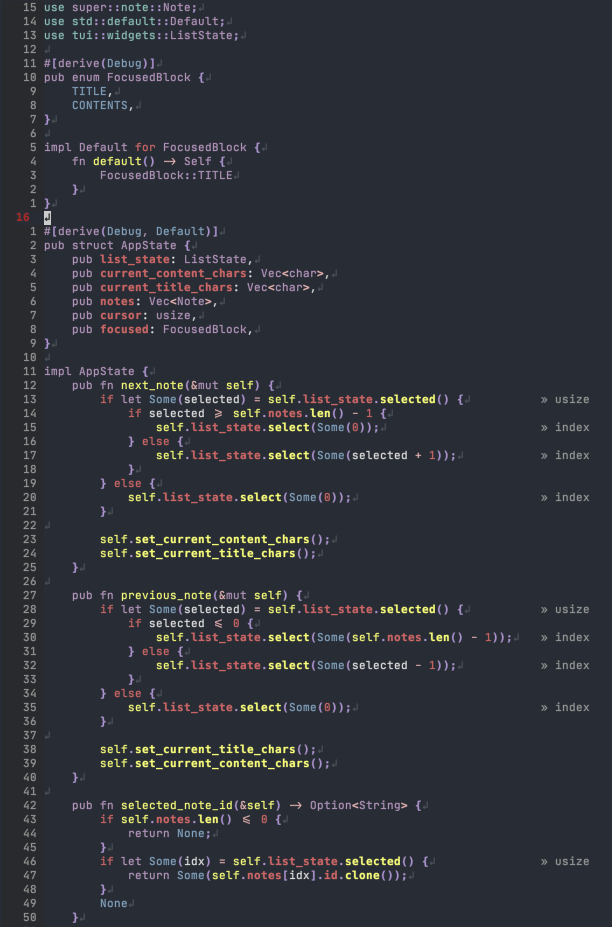 15 use super::note::Note;↲
14 use std::default::Default;↲
13 use tui::widgets::ListState;↲
12 ↲
11 #[derive(Debug)]↲
10 pub enum FocusedBlock {↲
9     TITLE,↲
8     CONTENTS,↲
7 }↲
6 ↲
5 impl Default for FocusedBlock {↲
4     fn default() -> Self {↲
3         FocusedBlock::TITLE↲
2     }↲
1 }↲
16 ↲
1 #[derive(Debug, Default)]↲
2 pub struct AppState {↲
3     pub list_state: ListState,↲
4     pub current_content_chars: Vec<char>,↲
5     pub current_title_chars: Vec<char>,↲
6     pub notes: Vec<Note>,↲
7     pub cursor: usize,↲
8     pub focused: FocusedBlock,↲
9 }↲
10 ↲
11 impl AppState {↲
12     pub fn next_note(&mut self) {↲
13         if let Some(selected) = self.list_state.selected() {↲ » usize
14             if selected >= self.notes.len() - 1 {↲
15                 self.list_state.select(Some(0));↲ » index
16             } else {↲
17                 self.list_state.select(Some(selected + 1));↲ » index
18             }↲
19         } else {↲
20             self.list_state.select(Some(0));↲ » index
21         }↲
22 ↲
23         self.set_current_content_chars();↲
24         self.set_current_title_chars();↲
25     }↲
26 ↲
27     pub fn previous_note(&mut self) {↲
28         if let Some(selected) = self.list_state.selected() {↲ » usize
29             if selected <= 0 {↲
30                 self.list_state.select(Some(self.notes.len() - 1));↲ » index
31             } else {↲
32                 self.list_state.select(Some(selected - 1));↲ » index
33             }↲
34         } else {↲
35             self.list_state.select(Some(0));↲ » index
36         }↲
37 ↲
38         self.set_current_title_chars();↲
39         self.set_current_content_chars();↲
40     }↲
41 ↲
42     pub fn selected_note_id(&self) -> Option<String> {↲
43         if self.notes.len() <= 0 {↲
44             return None;↲
45         }↲
46         if let Some(idx) = self.list_state.selected() {↲ » usize
47             return Some(self.notes[idx].id.clone());↲
48         }↲
49         None↲
50     }↲